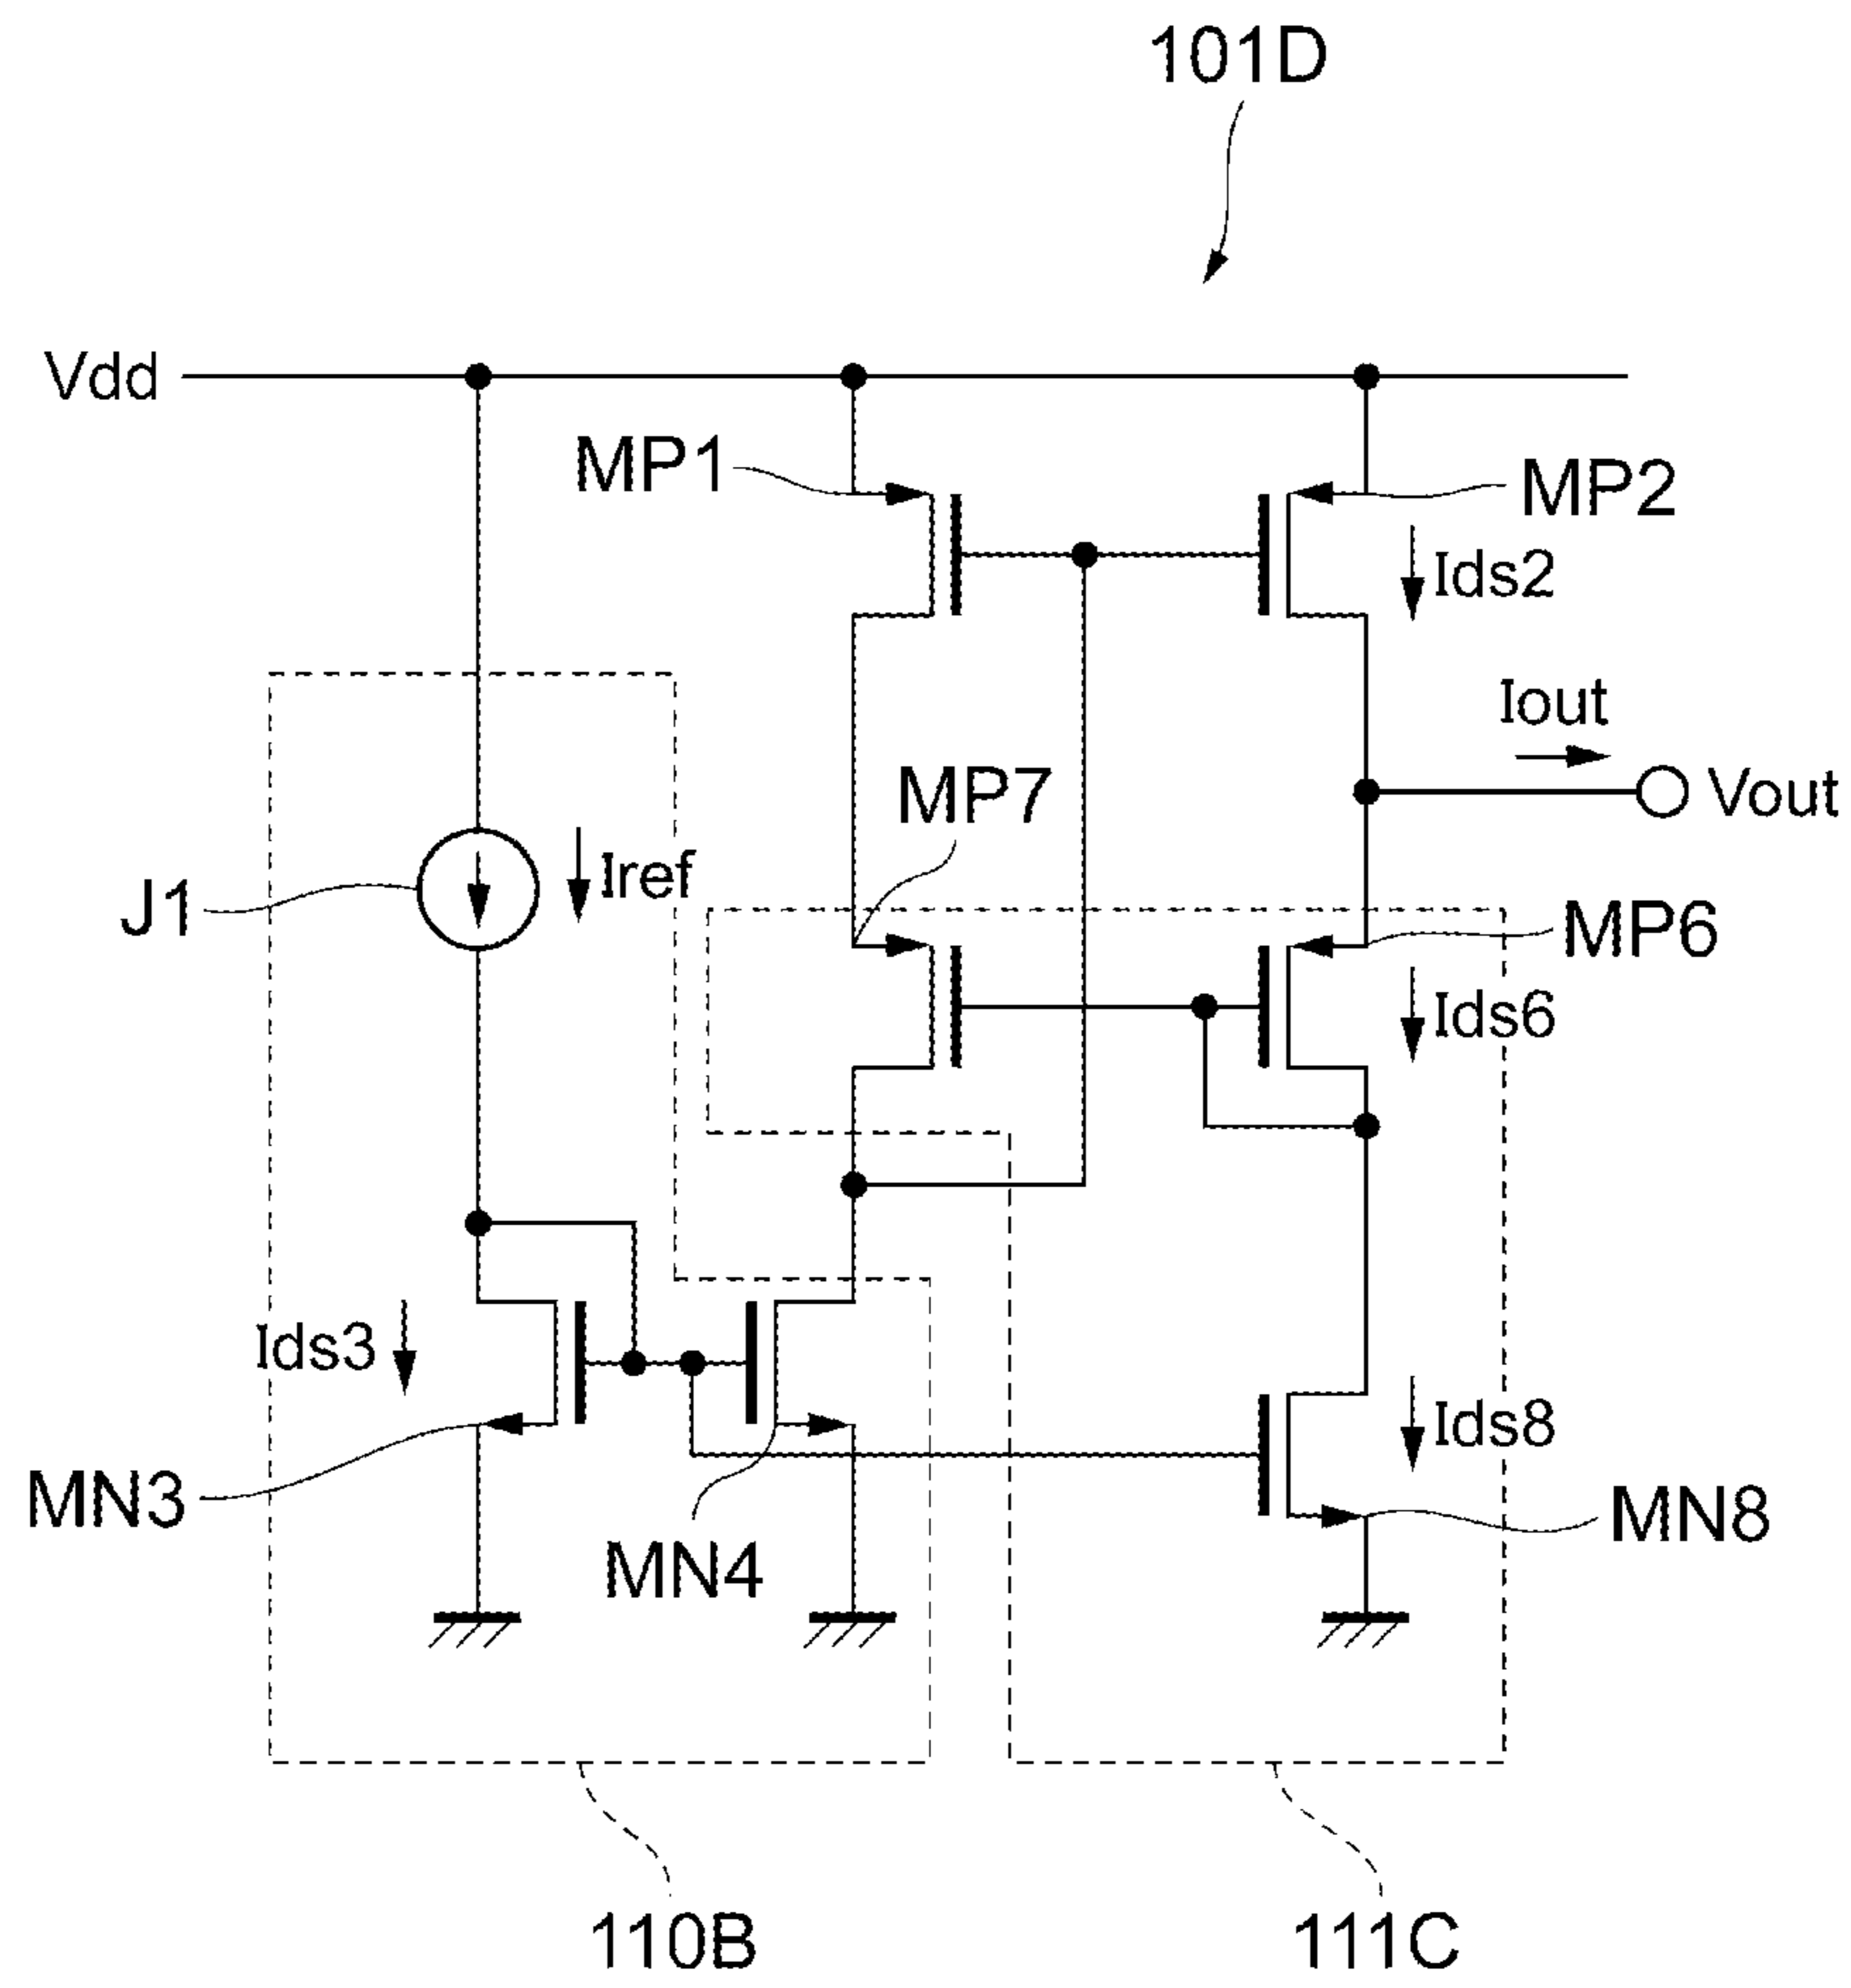 101D
Vdd
MP1
MP2
Ids2
Iout
Vout
MP7
J1
Iref
MP6
Ids6
Ids3
Ids8
MN3
MN4
MN8
110B
111C